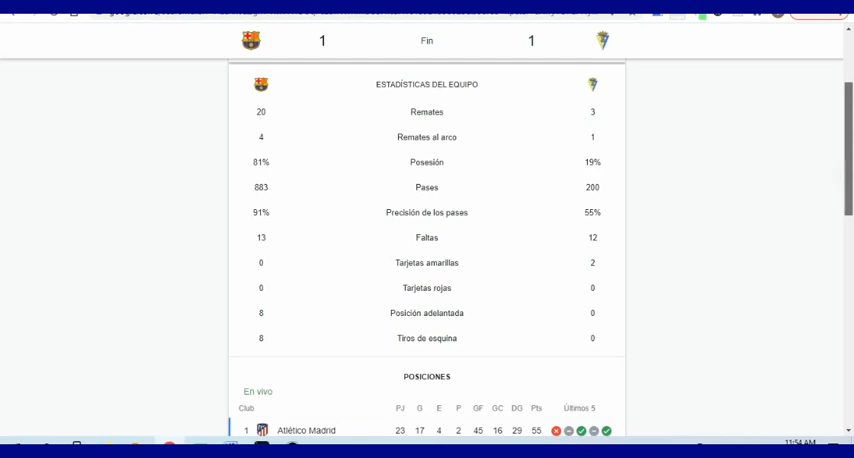 1 Fin 1
ESTADÍSTICAS DEL EQUIPO
20 Remates 3
4 Remates al arco 1
81% Posesión 19%
883 Pases 200
91% Precisión de los pases 55%
13 Faltas 12
0 Tarjetas amarillas 2
0 Tarjetas rojas 0
8 Posición adelantada 0
8 Tiros de esquina 0
POSICIONES
En vivo
Club PJ G E P GF GC DG Pts Últimos 5
1 Atlético Madrid 23 17 4 2 45 16 29 55
11:54 AM